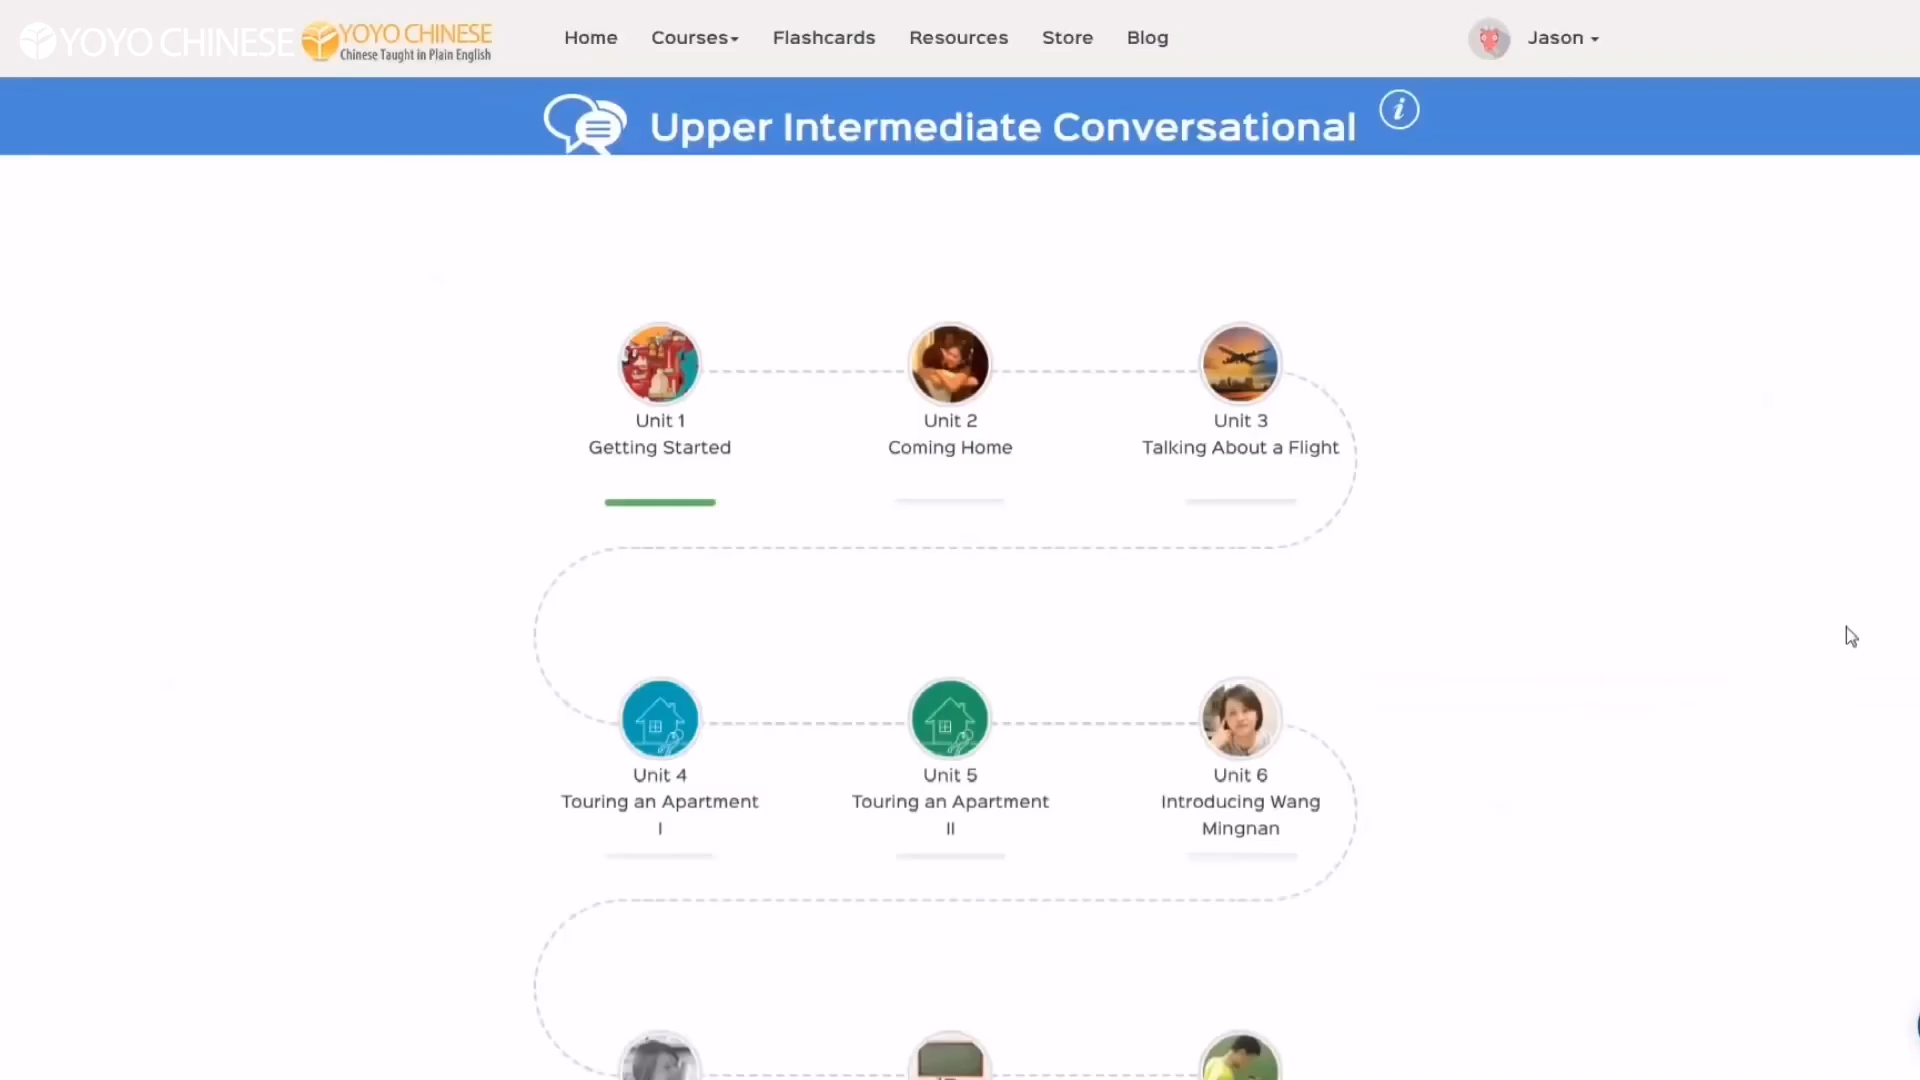 YOYO CHINESE
YOYO CHINESE
Chinese Taught in Plain English
Home
Courses
Flashcards
Resources
Store
Blog
Jason
Upper Intermediate Conversational
i
Unit 1
Getting Started
Unit 2
Coming Home
Unit 3
Talking About a Flight
Unit 4
Touring an Apartment
I
Unit 5
Touring an Apartment
II
Unit 6
Introducing Wang
Mingnan